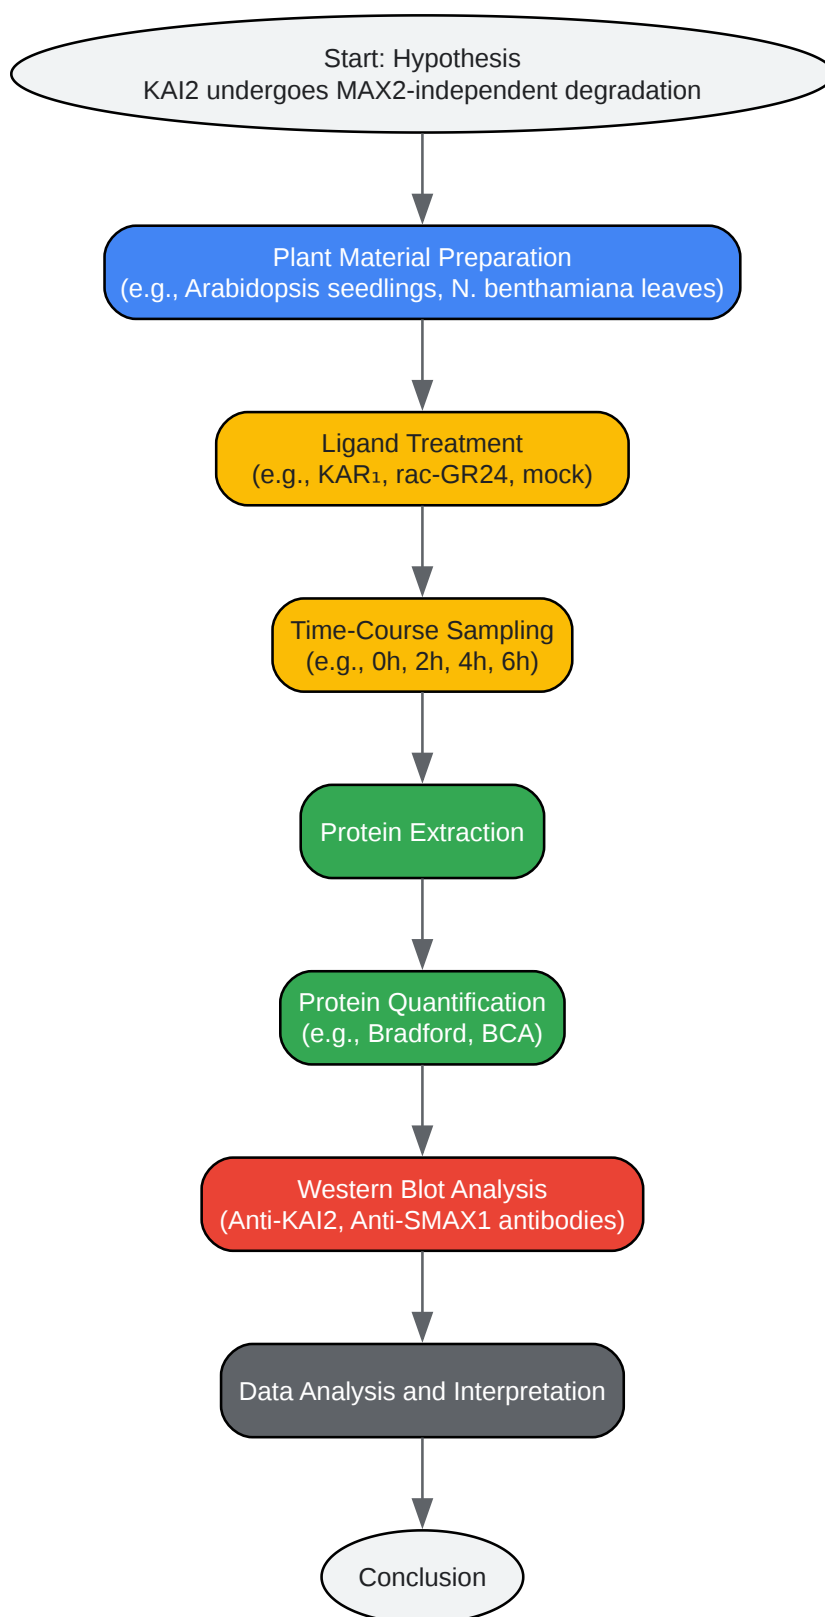 Start: Hypothesis
KAI2 undergoes MAX2-independent degradation
Plant Material Preparation
(e.g., Arabidopsis seedlings, N. benthamiana leaves)
Ligand Treatment
(e.g., KAR₁, rac-GR24, mock)
Time-Course Sampling
(e.g., 0h, 2h, 4h, 6h)
Protein Extraction
Protein Quantification
(e.g., Bradford, BCA)
Western Blot Analysis
(Anti-KAI2, Anti-SMAX1 antibodies)
Data Analysis and Interpretation
Conclusion